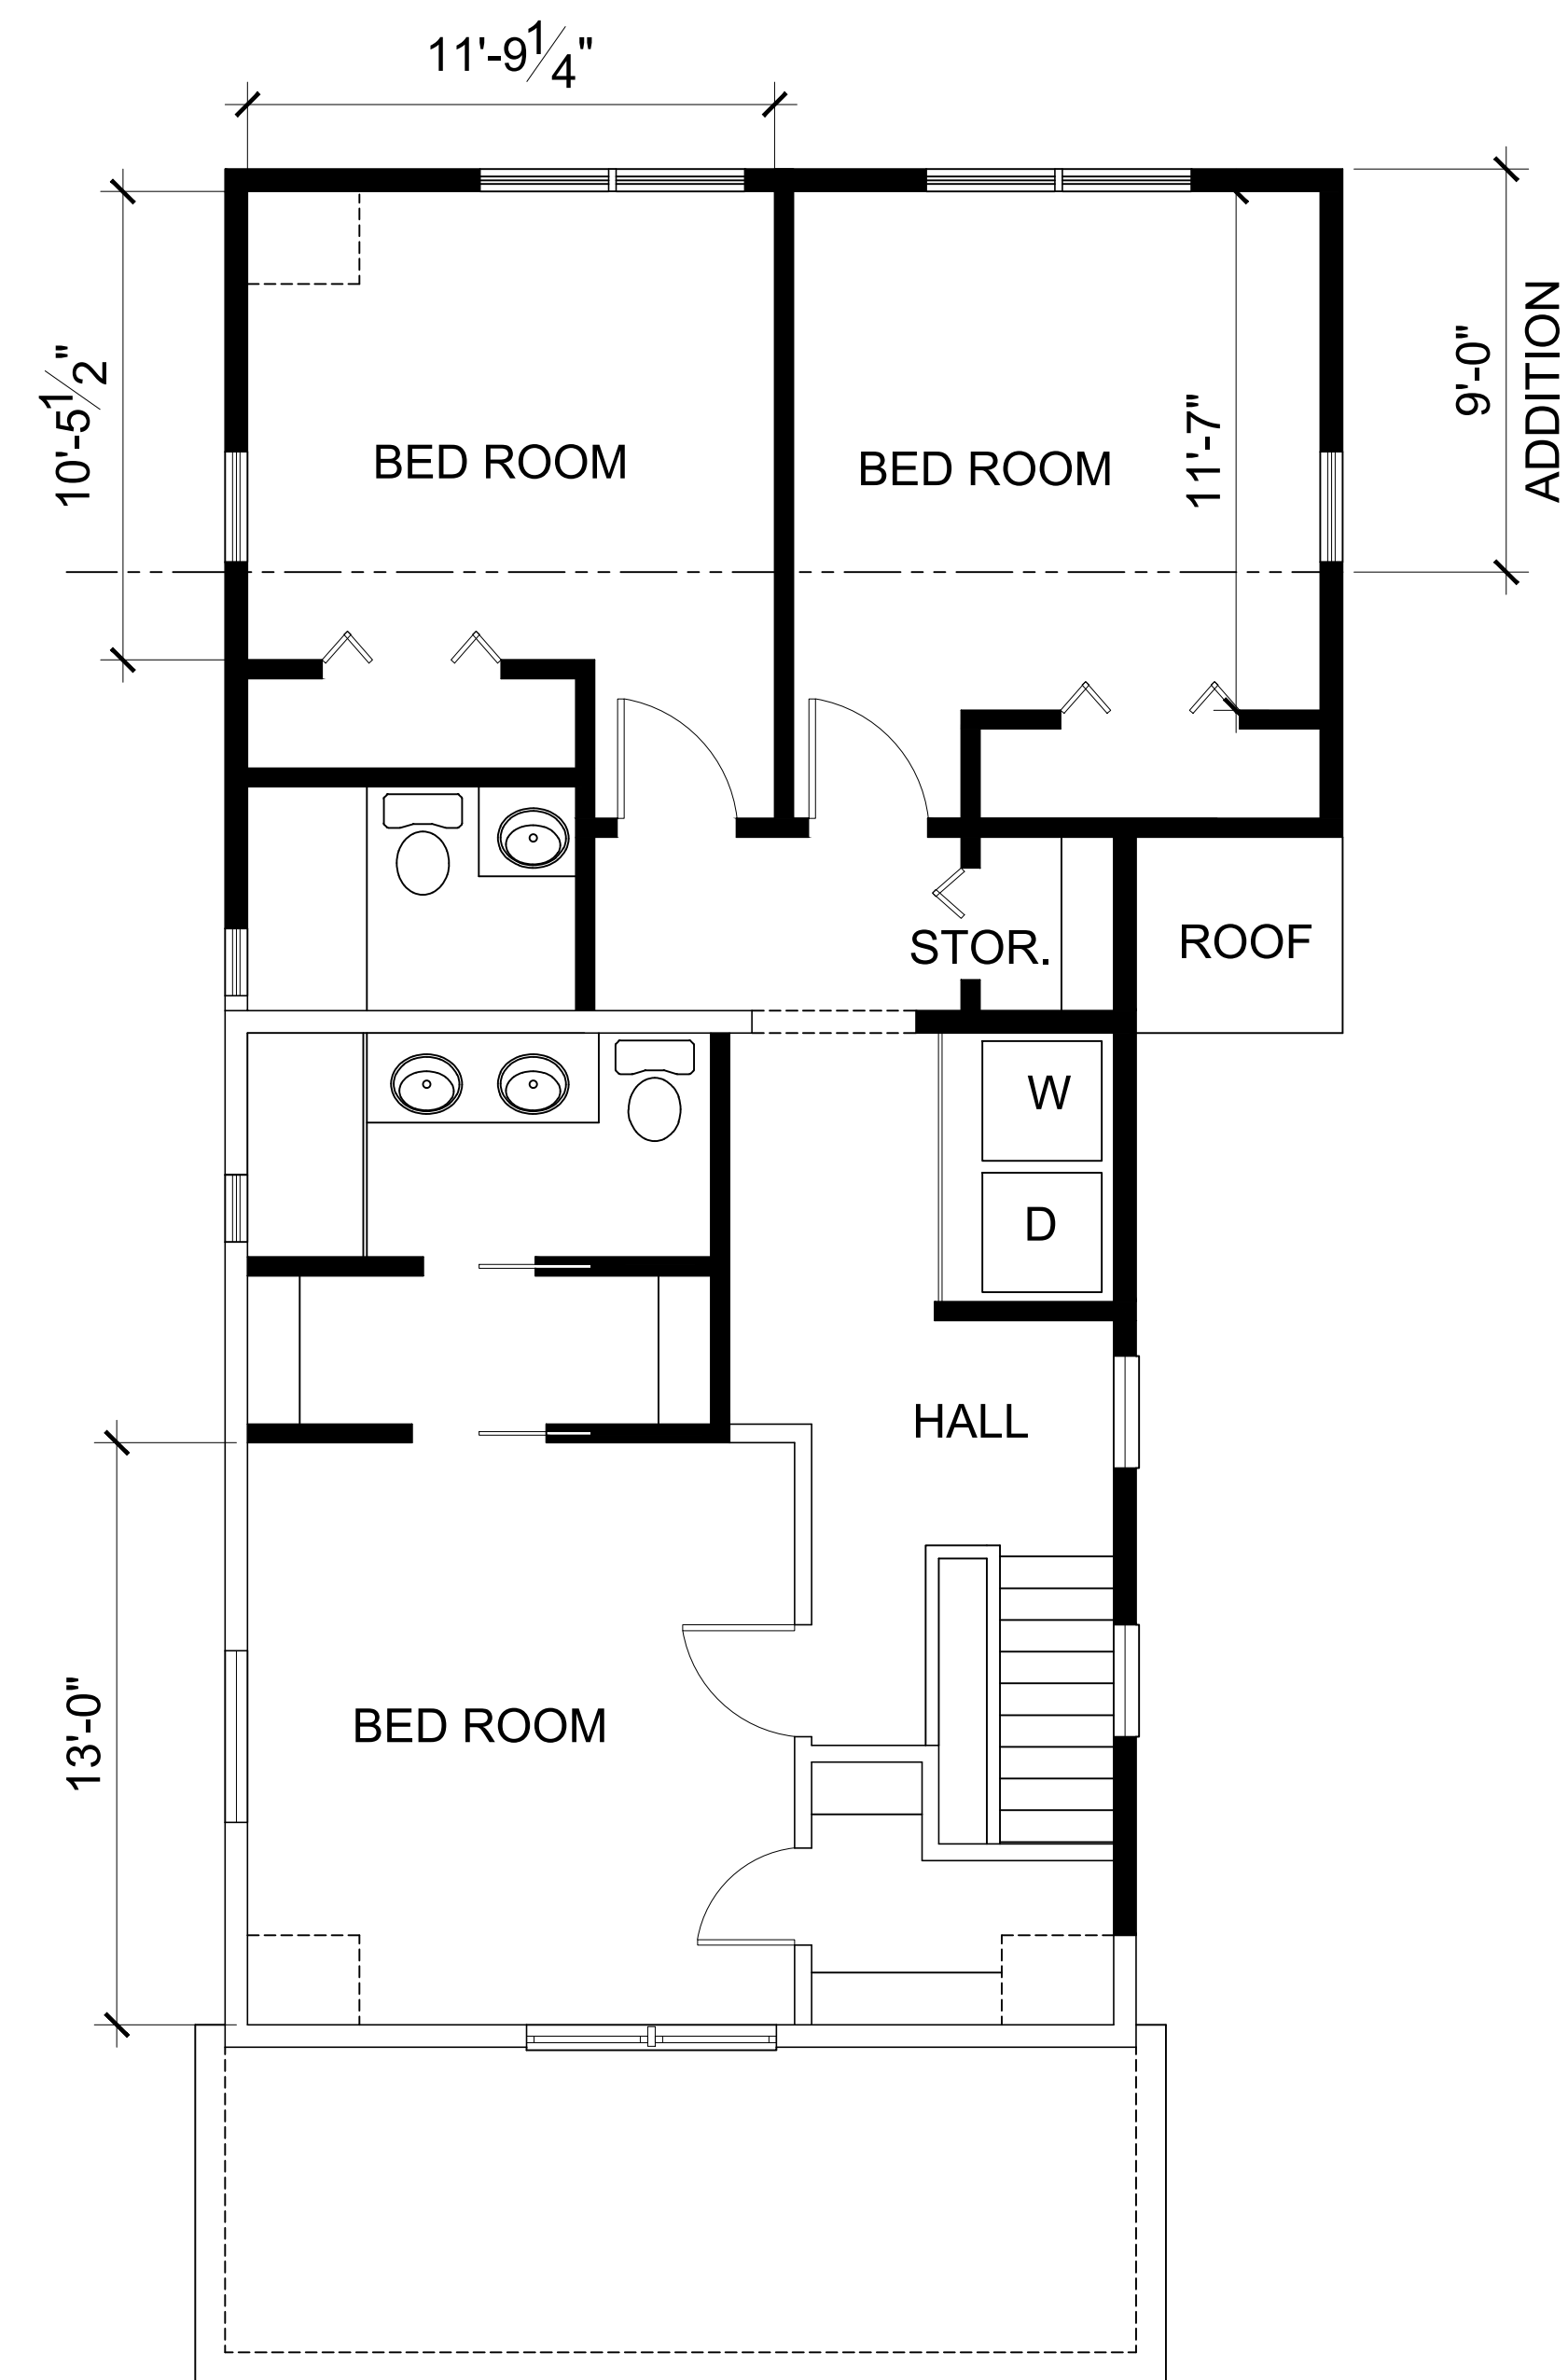 11'-9 1/4"
10'-5 1/2"
9'-0"
ADDITION
BED ROOM
BED ROOM
11'-7"
STOR.
ROOF
W
D
HALL
BED ROOM
13'-0"